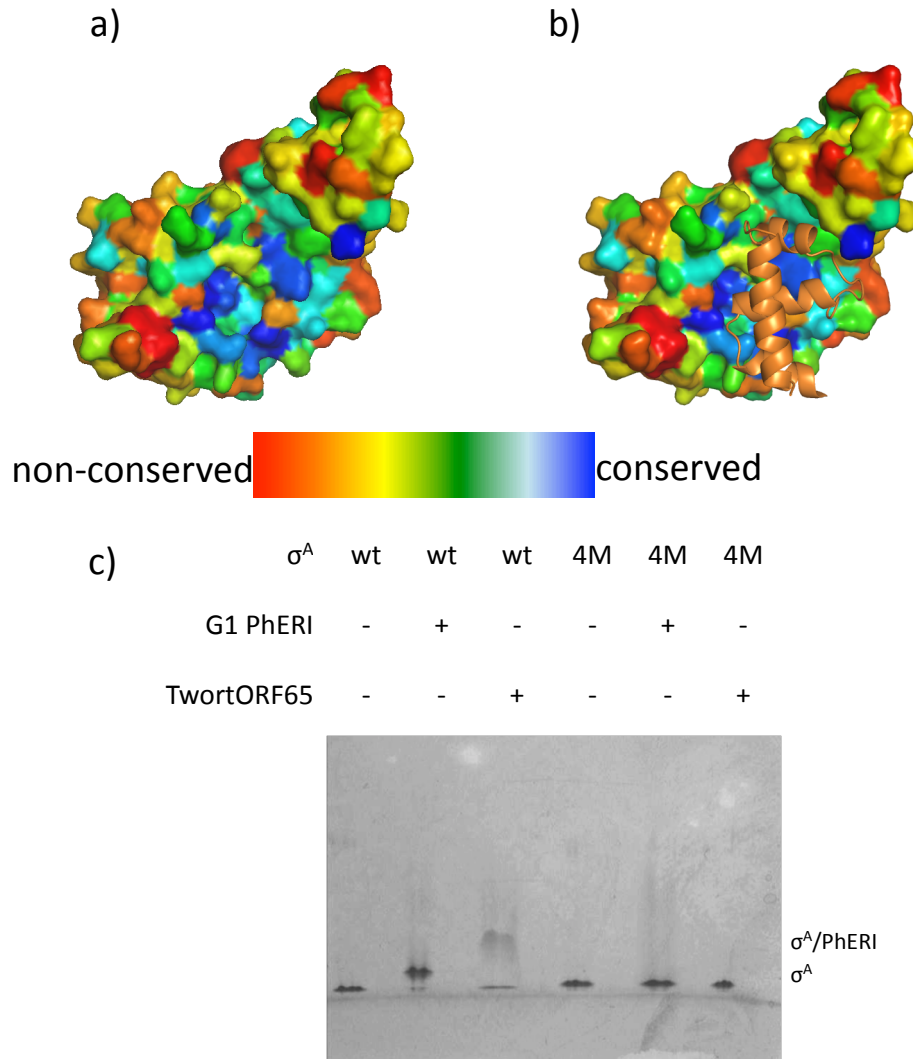 a) b)
non-conserved conserved
c) σᴬ wt wt wt 4M 4M 4M
G1 PhERI - + - - + -
TwortORF65 - - + - - +
σᴬ/PhERI
σᴬ